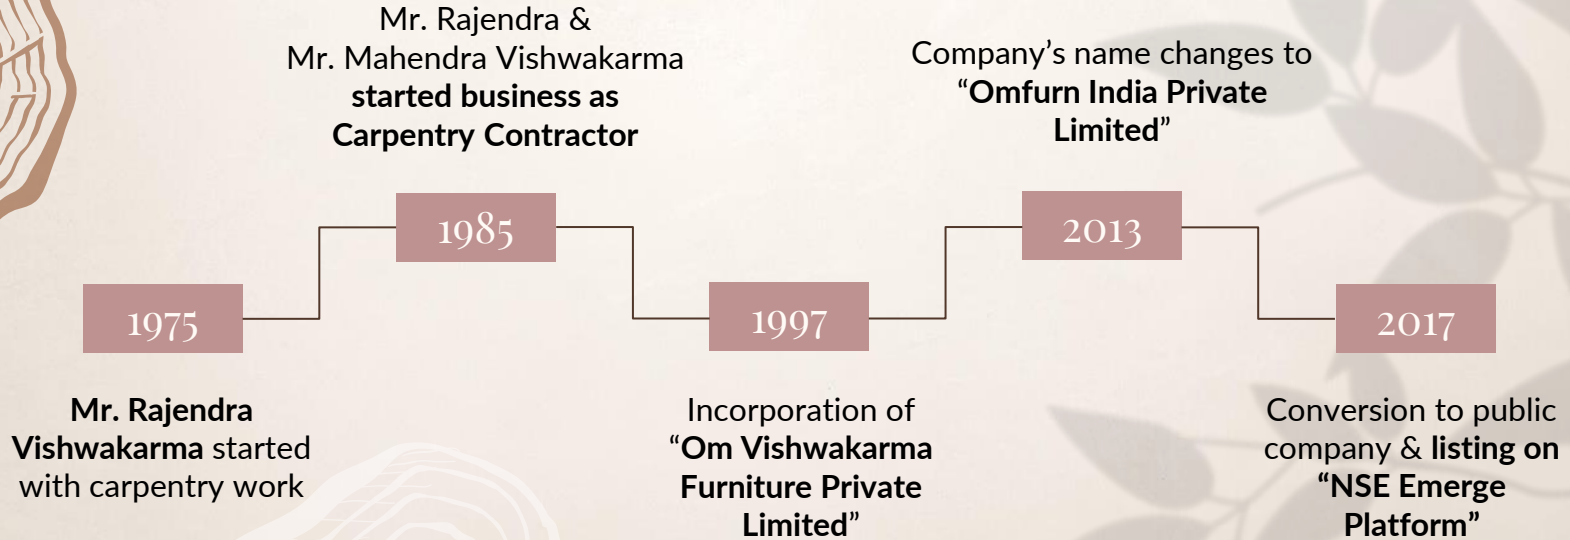 1975
Mr. Rajendra
Vishwakarma started
with carpentry work
Mr. Rajendra &
Mr. Mahendra Vishwakarma
started business as
Carpentry Contractor
1985
1997
Incorporation of
“Om Vishwakarma
Furniture Private
Limited”
Company’s name changes to
“Omfurn India Private
Limited”
2013
2017
Conversion to public
company & listing on
“NSE Emerge
Platform”